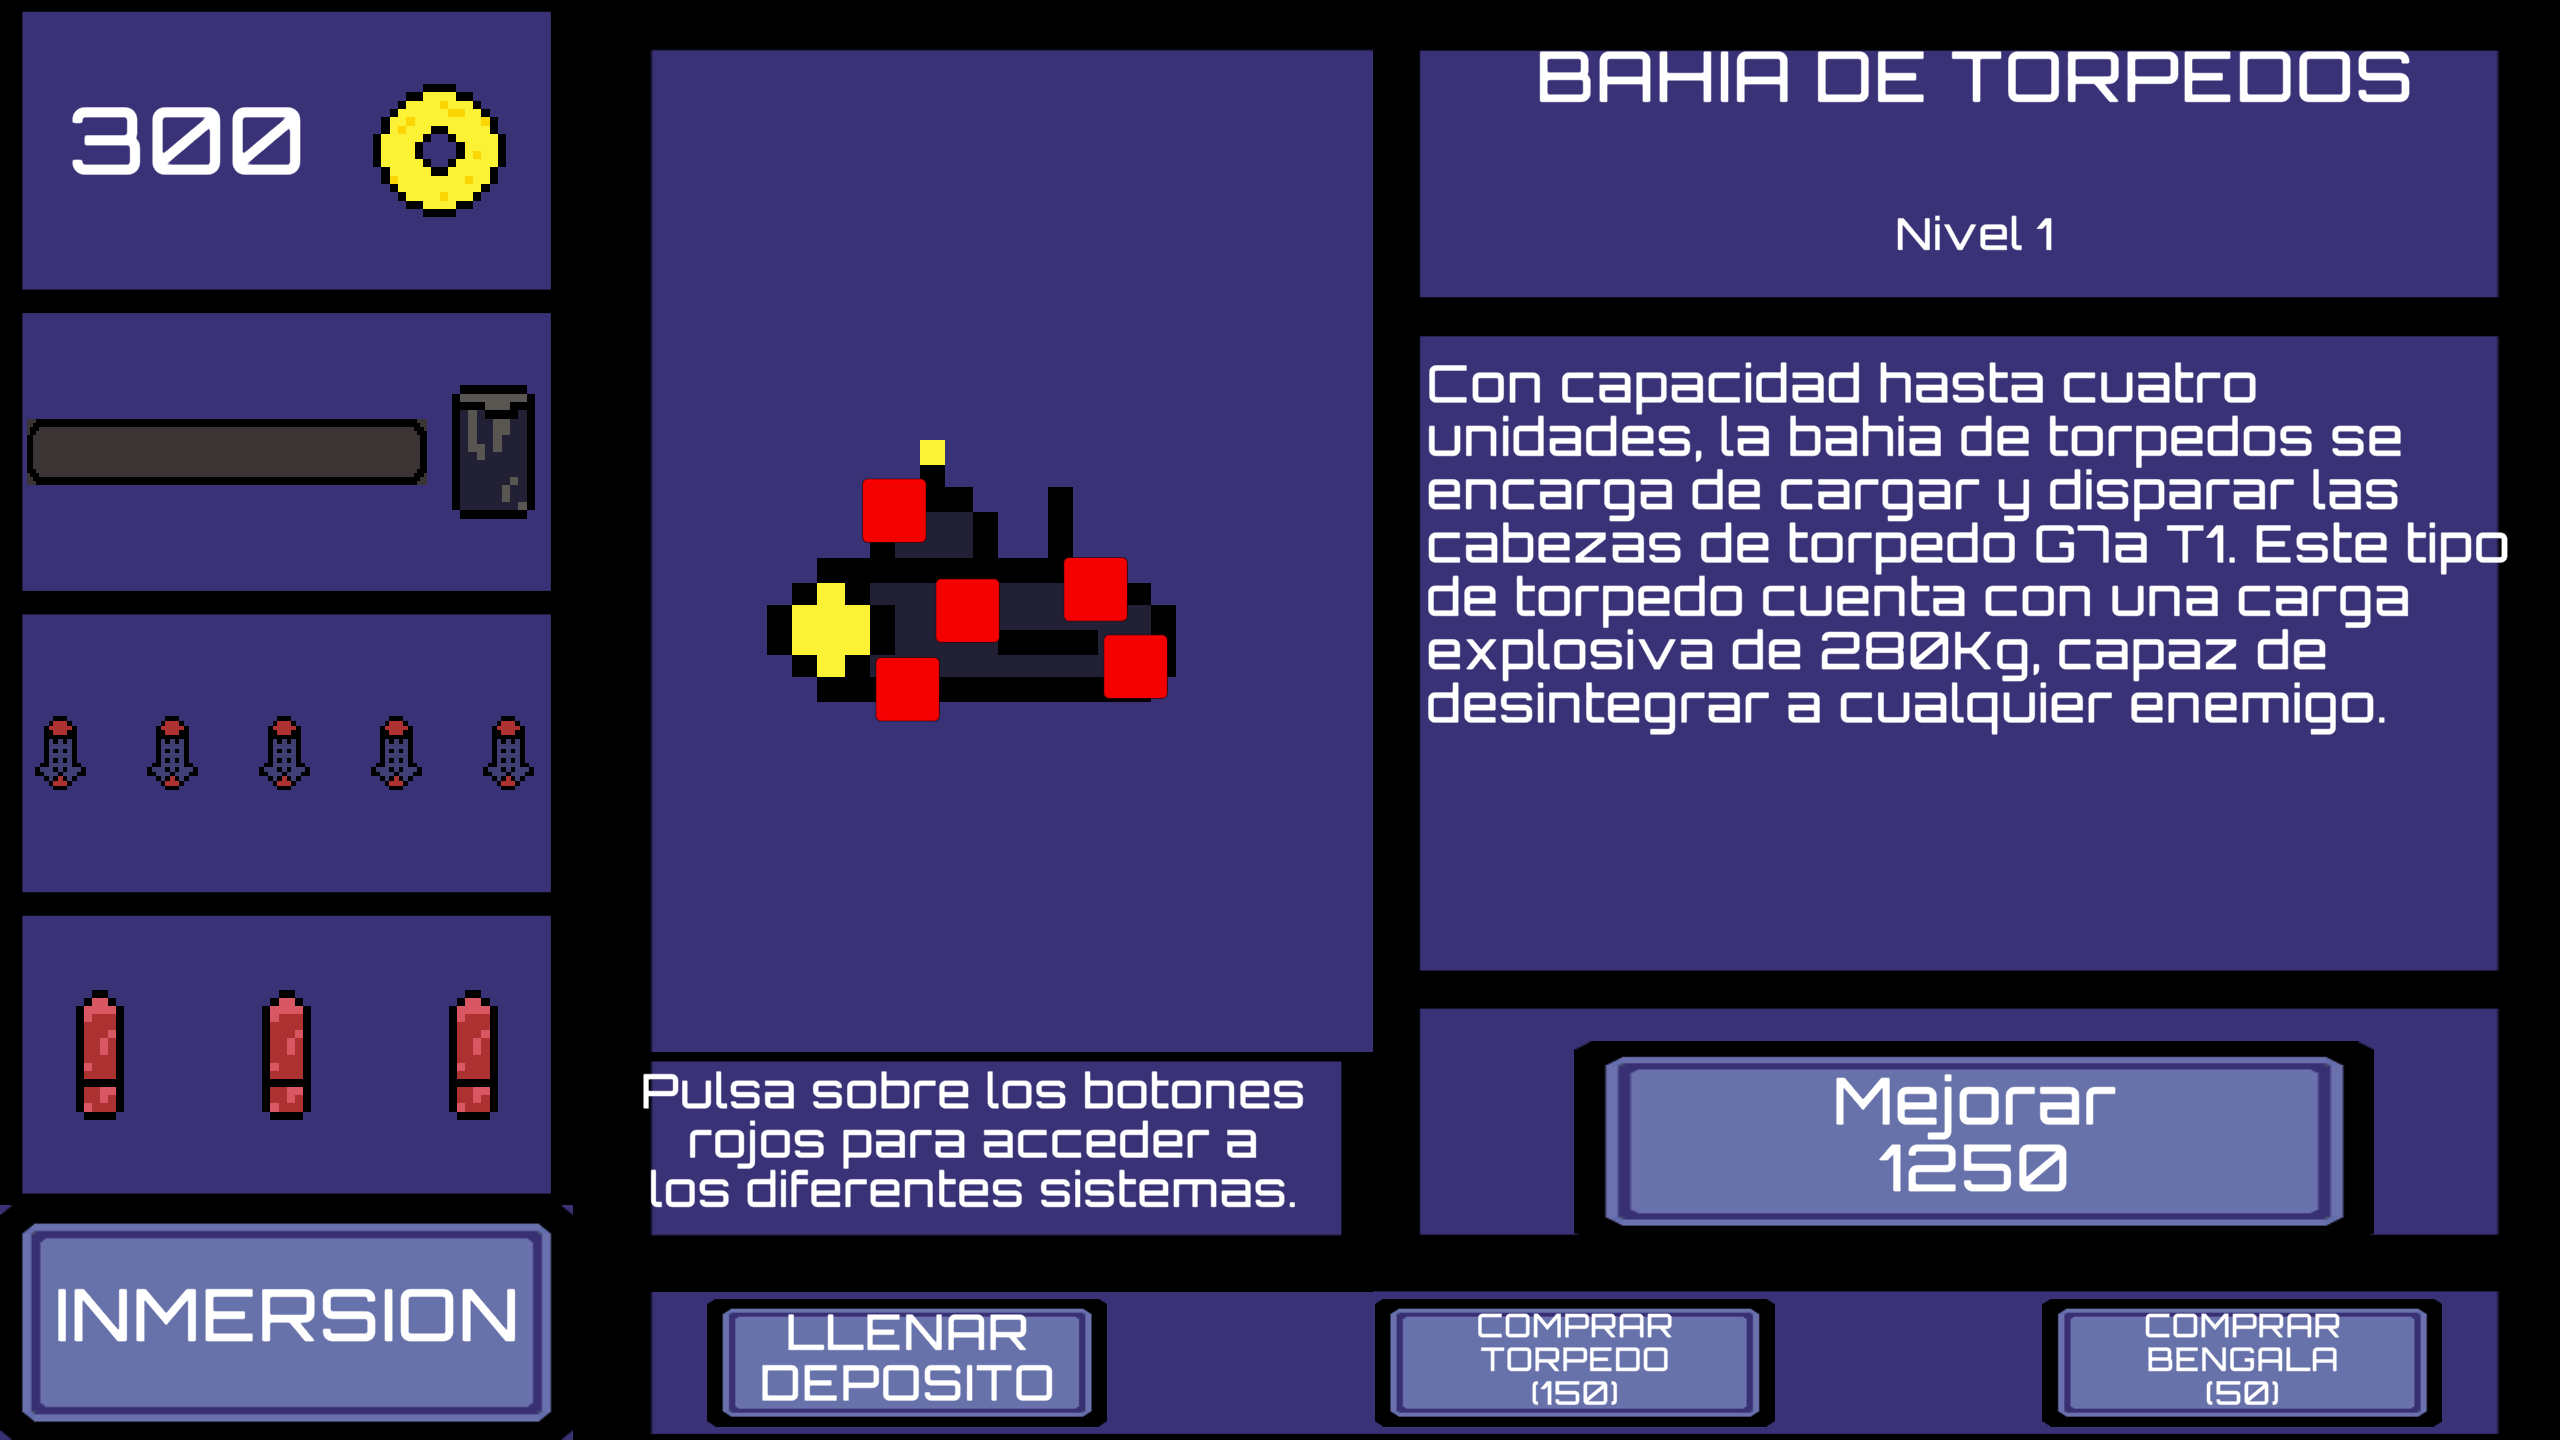 300
BAHIA DE TORPEDOS
Nivel 1
Con capacidad hasta cuatro
unidades, la bahia de torpedos se
encarga de cargar y disparar las
cabezas de torpedo G7a T1. Este tipo
de torpedo cuenta con una carga
explosiva de 280Kg, capaz de
desintegrar a cualquier enemigo.
Pulsa sobre los botones
rojos para acceder a
los diferentes sistemas.
Mejorar
1250
INMERSION
LLENAR
DEPOSITO
COMPRAR
TORPEDO
(150)
COMPRAR
BENGALA
(50)